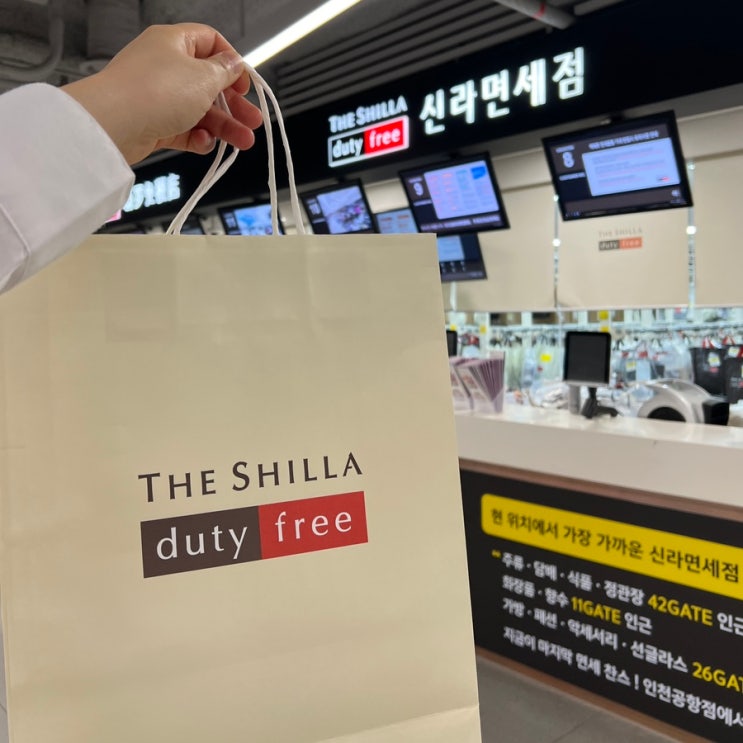 THE SHILLA
duty free
신라면세점
8
9
THE SHILLA
duty free
THE SHILLA
duty free
현 위치에서 가장 가까운 신라면세점
주류 · 담배 · 식품 · 정관장 42GATE 인근
화장품 · 향수 11GATE 인근
가방 · 패션 · 악세서리 · 선글라스 26GA
지금이 마지막 면세 찬스! 인천공항점에서